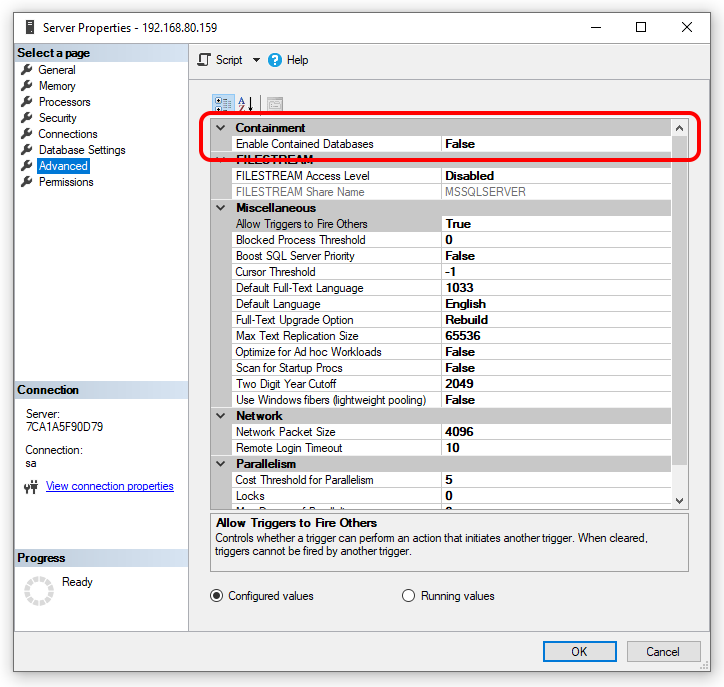 Server Properties - 192.168.80.159
Select a page
General
Memory
Processors
Security
Connections
Database Settings
Advanced
Permissions
Connection
Server:
7CA1A5F90D79
Connection:
sa
View connection properties
Progress
Ready
Script
Help
Containment
Enable Contained Databases False
FILESTREAM
FILESTREAM Access Level Disabled
FILESTREAM Share Name MSSQLSERVER
Miscellaneous
Allow Triggers to Fire Others True
Blocked Process Threshold 0
Boost SQL Server Priority False
Cursor Threshold -1
Default Full-Text Language 1033
Default Language English
Full-Text Upgrade Option Rebuild
Max Text Replication Size 65536
Optimize for Ad hoc Workloads False
Scan for Startup Procs False
Two Digit Year Cutoff 2049
Use Windows fibers (lightweight pooling) False
Network
Network Packet Size 4096
Remote Login Timeout 10
Parallelism
Cost Threshold for Parallelism 5
Locks 0
Allow Triggers to Fire Others
Controls whether a trigger can perform an action that initiates another trigger. When cleared,
triggers cannot be fired by another trigger.
Configured values
Running values
OK
Cancel